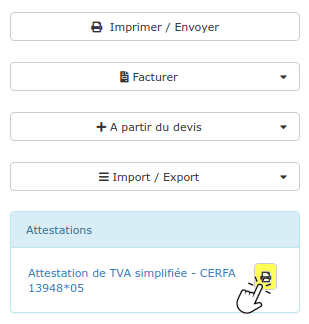 Imprimer / Envoyer
Facturer
A partir du devis
Import / Export
Attestations
Attestation de TVA simplifiée - CERFA
13948*05